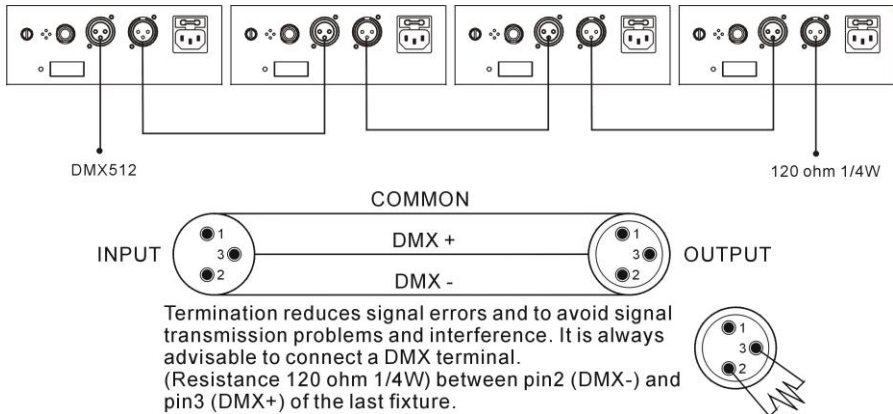 DMX512
120 ohm 1/4W
COMMON
INPUT
1
DMX +
3
2
DMX -
1
3
2
OUTPUT
Termination reduces signal errors and to avoid signal
transmission problems and interference. It is always
advisable to connect a DMX terminal.
(Resistance 120 ohm 1/4W) between pin2 (DMX-) and
pin3 (DMX+) of the last fixture.
1
3
2